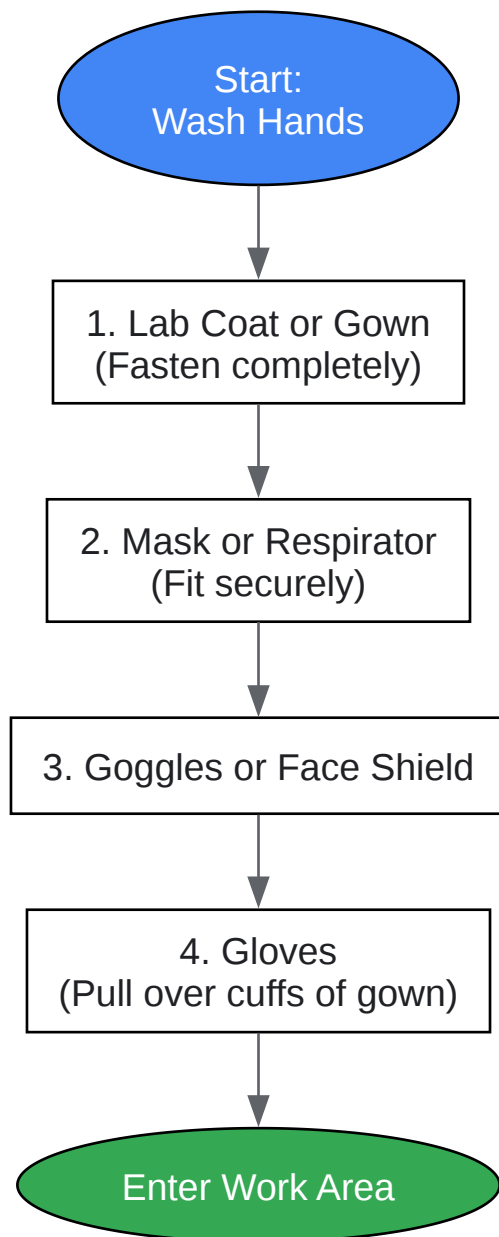 Start:
Wash Hands
1. Lab Coat or Gown
(Fasten completely)
2. Mask or Respirator
(Fit securely)
3. Goggles or Face Shield
4. Gloves
(Pull over cuffs of gown)
Enter Work Area